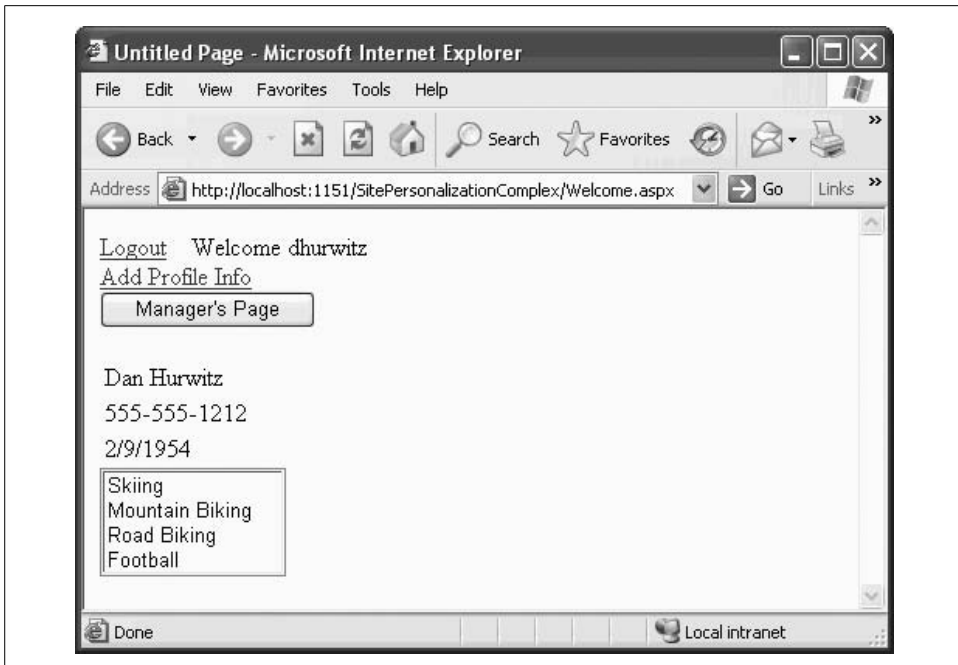 Untitled Page - Microsoft Internet Explorer
File Edit View Favorites Tools Help
Back Search Favorites »
Address http://localhost:1151/SitePersonalizationComplex/Welcome.aspx Go Links »
Logout Welcome dhurwitz
Add Profile Info
Manager's Page
Dan Hurwitz
555-555-1212
2/9/1954
Skiing
Mountain Biking
Road Biking
Football
Done Local intranet